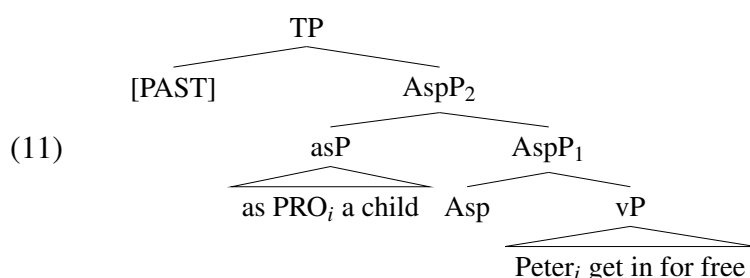 TP
[PAST] AspP₂
(11) asP AspP₁
as PROᵢ a child Asp vP
Peterᵢ get in for free